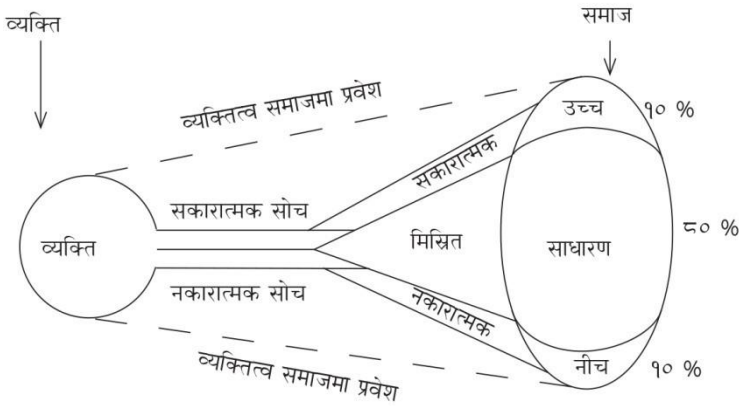 व्यक्ति
समाज
व्यक्तित्व समाजमा प्रवेश
उच्च
१० %
सकारात्मक
सकारात्मक सोच
व्यक्ति
मिस्रित
साधारण
८० %
नकारात्मक सोच
नकारात्मक
व्यक्तित्व समाजमा प्रवेश
नीच
१० %